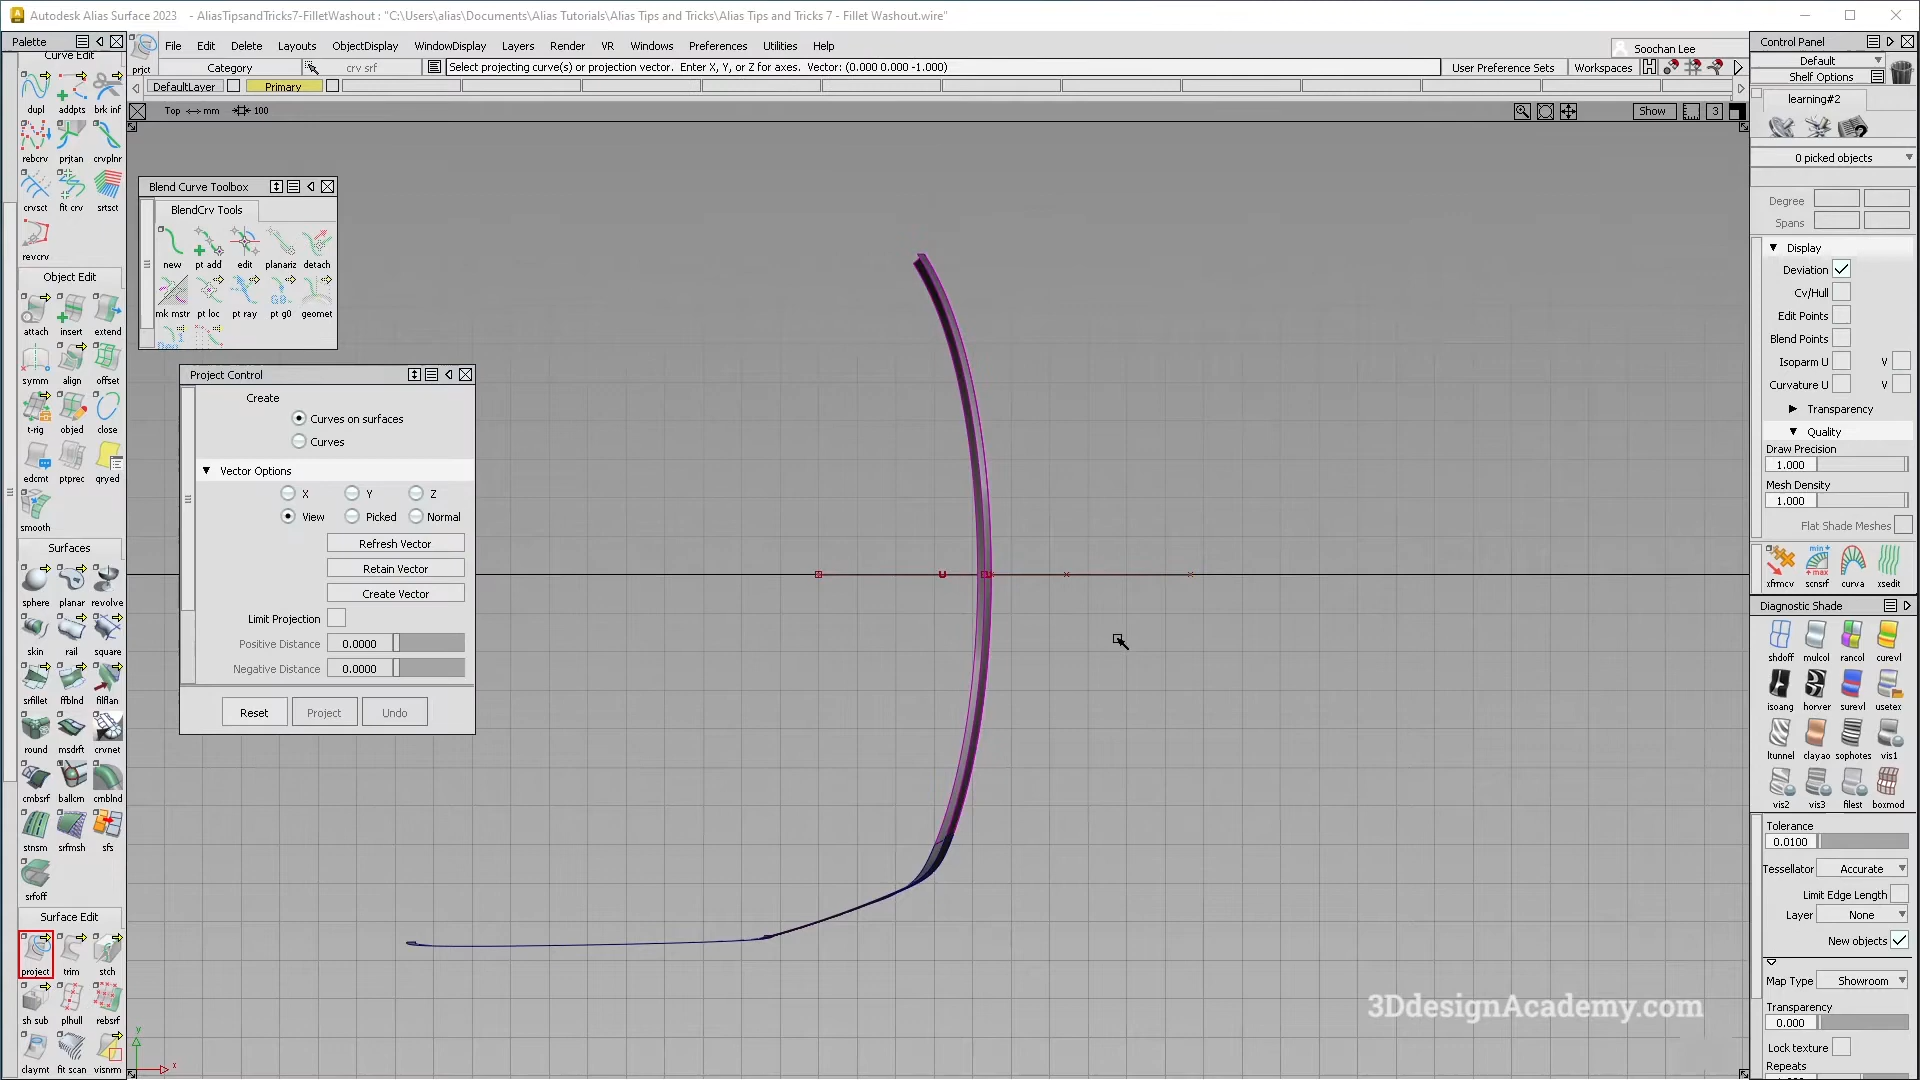 Autodesk Alias Surface 2023 - AliasTipsandTricks7-FilletWashout : "C:\Users\alias\Documents\Alias Tutorials\Alias Tips and Tricks\Alias Tips and Tricks 7 - Fillet Washout.wire"
Palette
prjct
File Edit Delete Layouts ObjectDisplay WindowDisplay Layers Render VR Windows Preferences Utilities Help
Soochan Lee
Category
crv srf
Select projecting curve(s) or projection vector. Enter X, Y, or Z for axes. Vector: (0.000 0.000 -1.000)
User Preference Sets
Workspaces
DefaultLayer
Primary
Top <-> mm 100
Show
3
Curve Edit
dupl addpts brk inf
rebcrv prjtan crvplnr
crvsct fit crv srtsct
revcrv
Object Edit
attach insert extend
symm align offset
t-rig objed close
edcmt ptprec qryed
smooth
Surfaces
sphere planar revolve
skin rail square
srfillet ffblnd filflan
round msdrft crvnet
cmbsrf ballcrn cmblnd
stnsrn srfmsh sfs
srfoff
Surface Edit
project trim stch
sh sub plhull rebsrf
claymt fit scan visnrm
Blend Curve Toolbox
BlendCrv Tools
new pt add edit planariz detach
mk mstr pt loc pt ray pt g0 geomet
Project Control
Create
Curves on surfaces
Curves
Vector Options
X Y Z
View Picked Normal
Refresh Vector
Retain Vector
Create Vector
Limit Projection
Positive Distance 0.0000
Negative Distance 0.0000
Reset Project Undo
U
y
x
3DdesignAcademy.com
Control Panel
Default
Shelf Options
learning#2
0 picked objects
Degree
Spans
Display
Deviation
Cv/Hull
Edit Points
Blend Points
Isoparm U V
Curvature U V
Transparency
Quality
Draw Precision
1.000
Mesh Density
1.000
Flat Shade Meshes
xfrmcv scnsrf curva xsedit
Diagnostic Shade
shdoff mulcol rancol curevl
isoang horver surevl usetex
ltunnel clayao sophotes vis1
vis2 vis3 filest boxmod
Tolerance
0.0100
Tessellator Accurate
Limit Edge Length
Layer None
New objects
Map Type Showroom
Transparency
0.000
Lock texture
Repeats